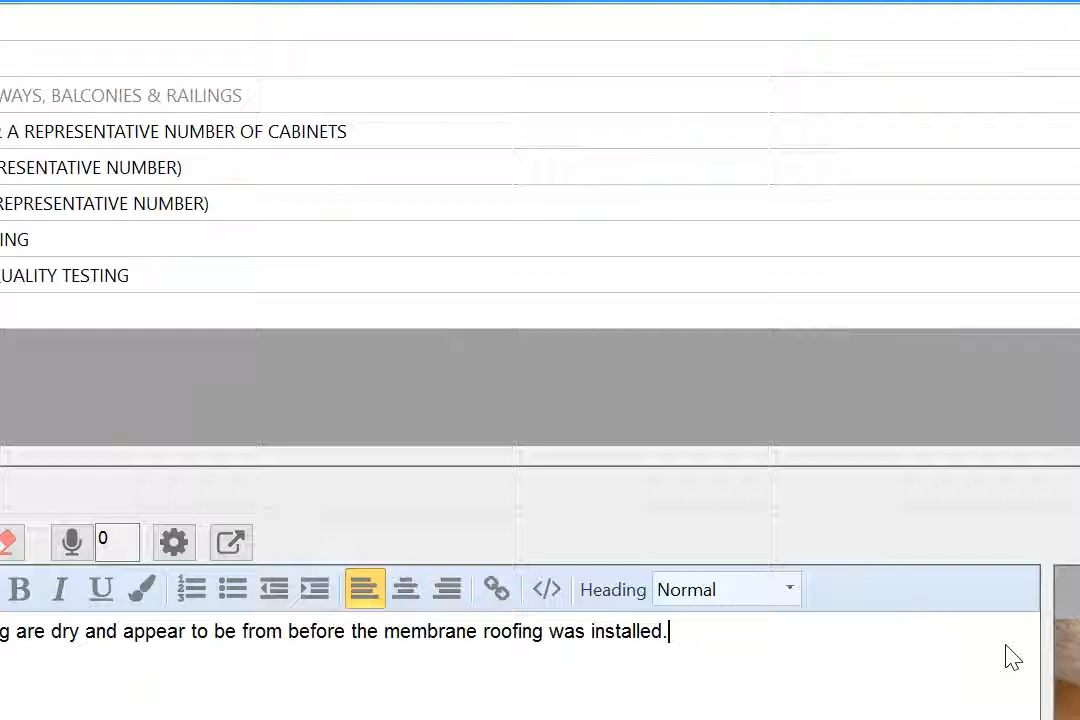 WAYS, BALCONIES & RAILINGS
A REPRESENTATIVE NUMBER OF CABINETS
RESENTATIVE NUMBER)
REPRESENTATIVE NUMBER)
ING
UALITY TESTING
0
B I U Heading Normal
g are dry and appear to be from before the membrane roofing was installed.